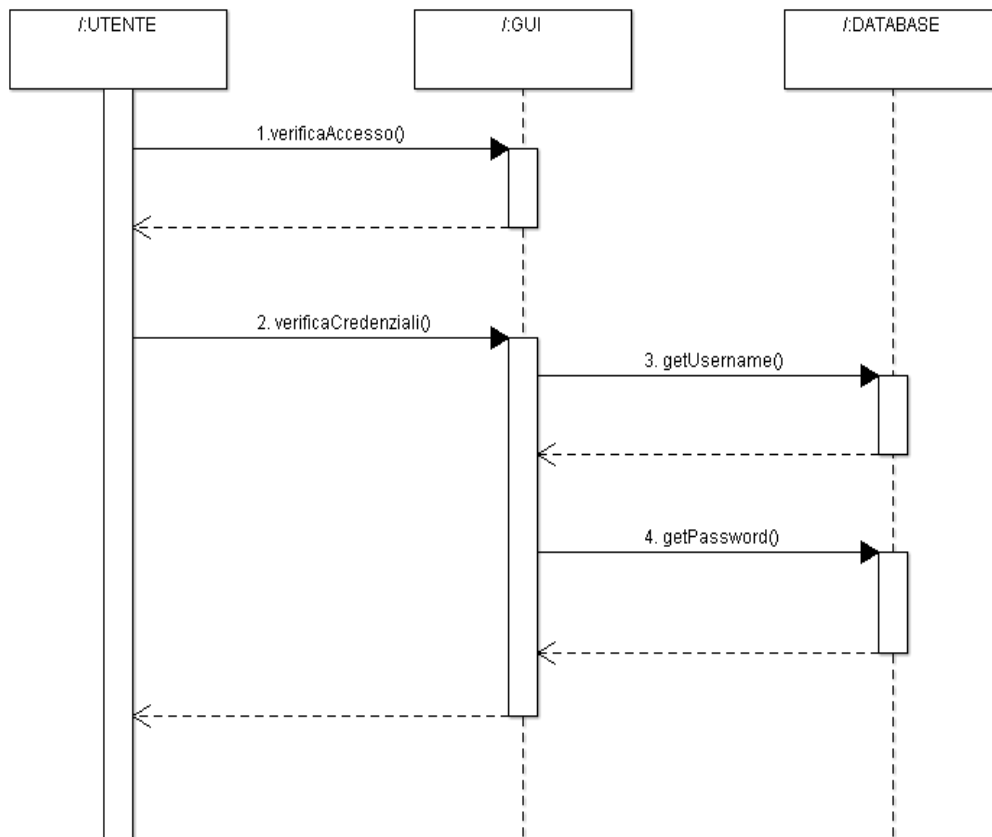 /:UTENTE
/:GUI
/:DATABASE
1.verificaAccesso()
2. verificaCredenziali()
3. getUsername()
4. getPassword()